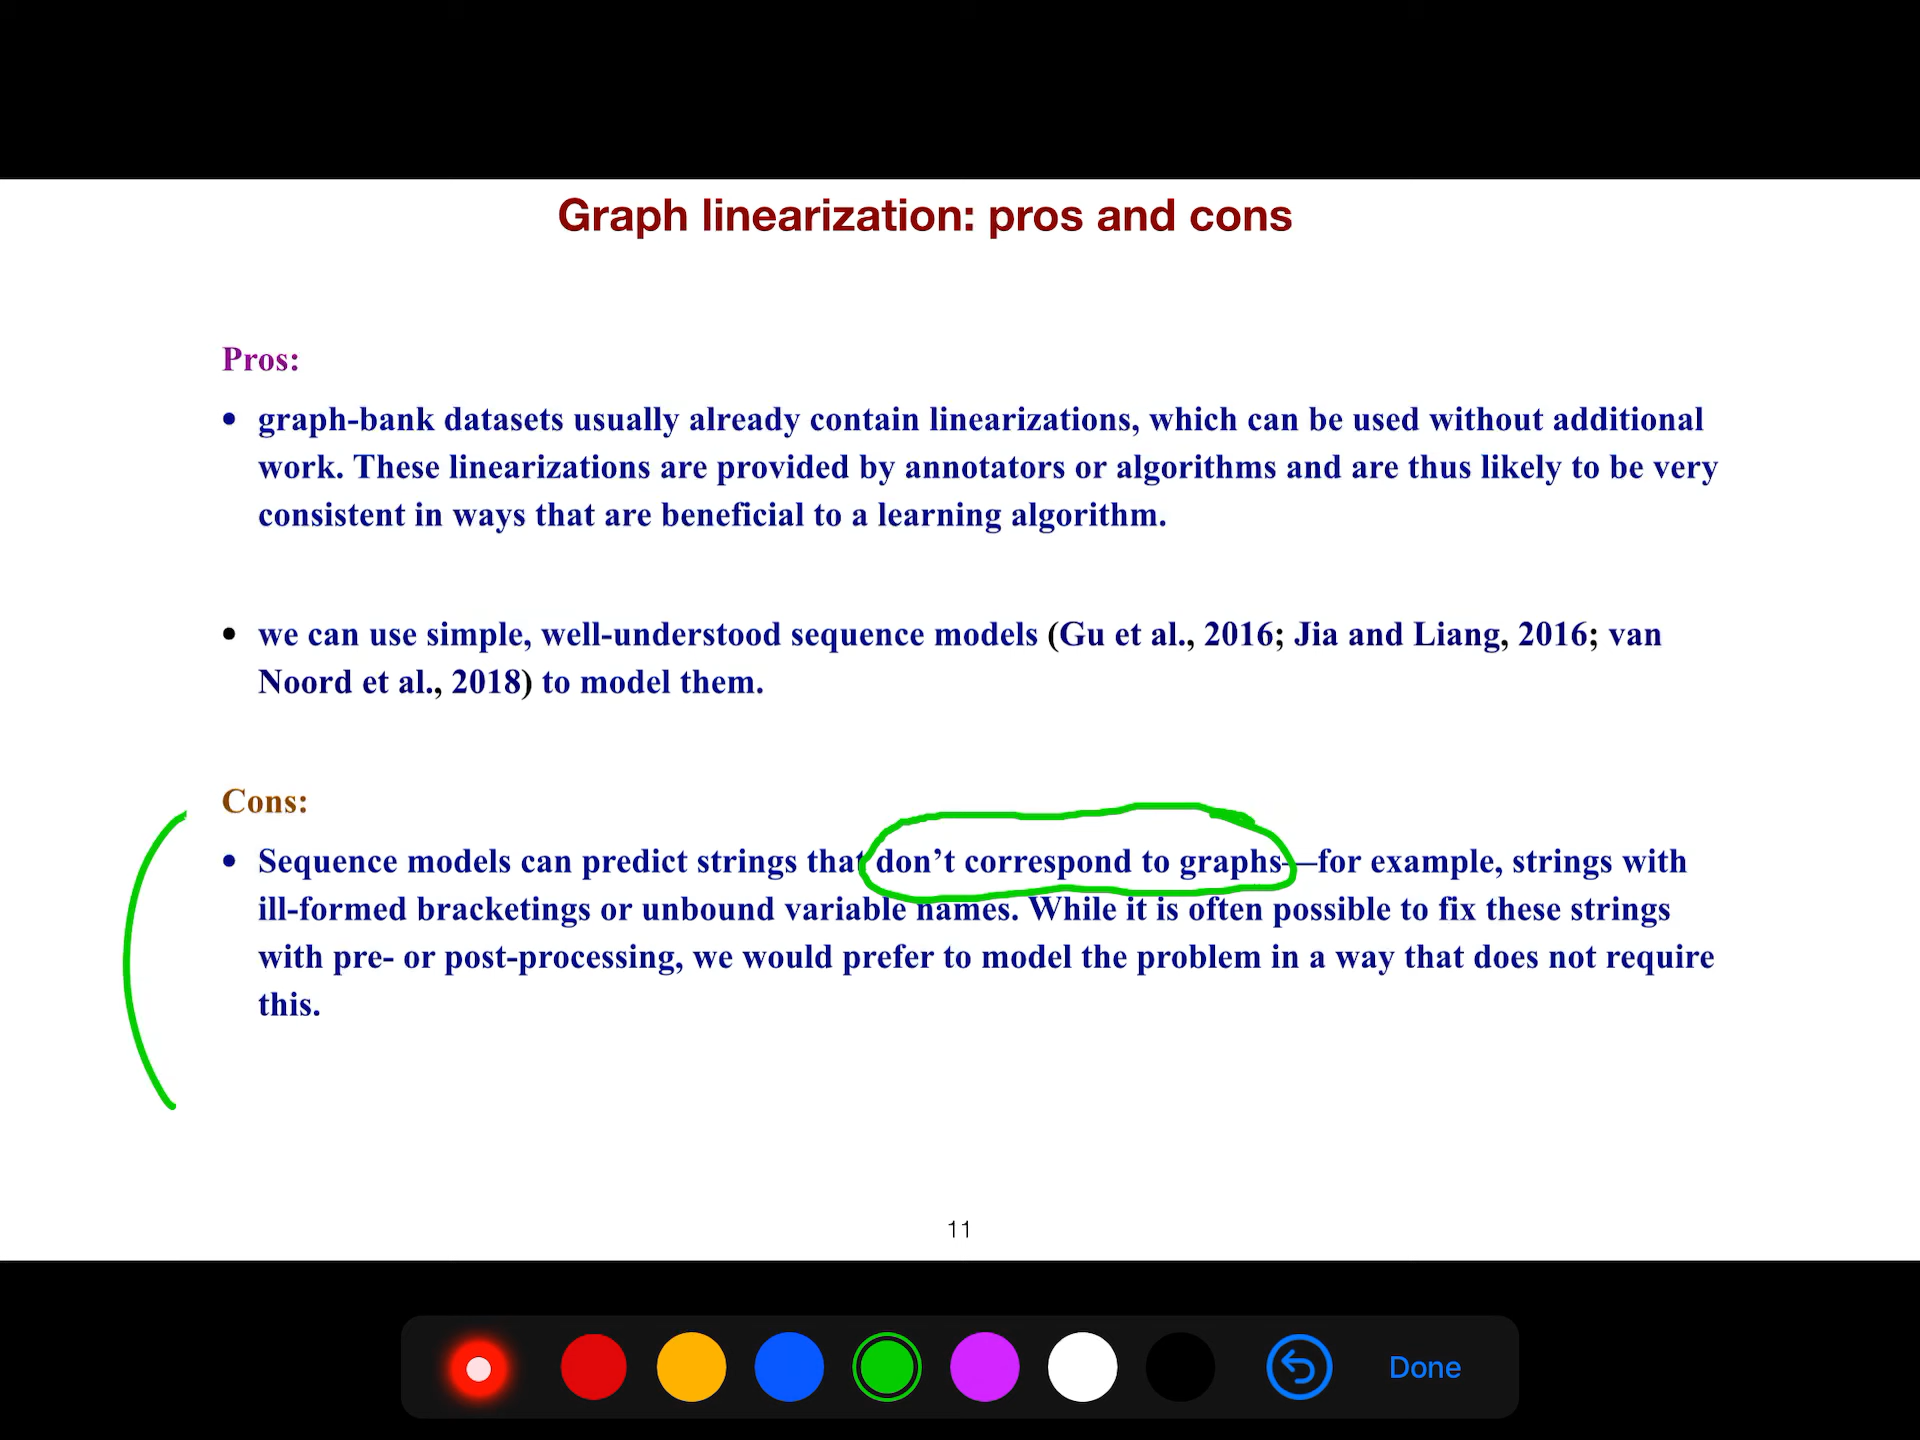 Graph linearization: pros and cons
Pros:
• graph-bank datasets usually already contain linearizations, which can be used without additional
work. These linearizations are provided by annotators or algorithms and are thus likely to be very
consistent in ways that are beneficial to a learning algorithm.
• we can use simple, well-understood sequence models (Gu et al., 2016; Jia and Liang, 2016; van
Noord et al., 2018) to model them.
Cons:
• Sequence models can predict strings that don’t correspond to graphs—for example, strings with
ill-formed bracketings or unbound variable names. While it is often possible to fix these strings
with pre- or post-processing, we would prefer to model the problem in a way that does not require
this.
11
Done